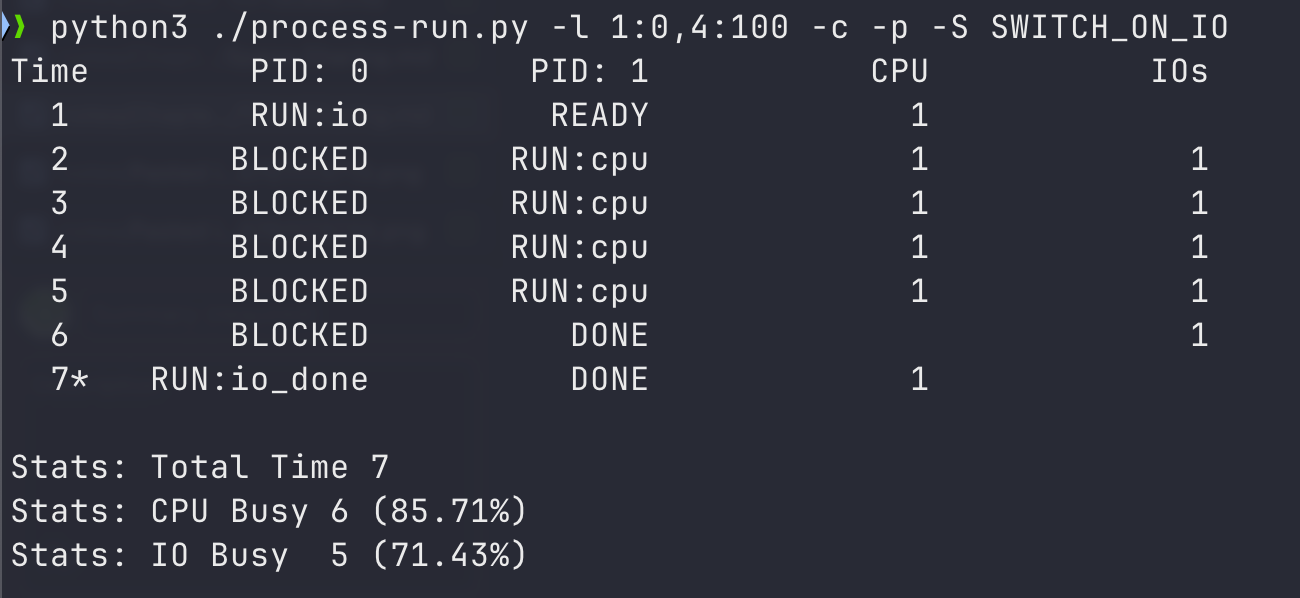 ❯❯ python3 ./process-run.py -l 1:0,4:100 -c -p -S SWITCH_ON_IO
Time        PID: 0        PID: 1           CPU           IOs
  1         RUN:io         READY             1
  2        BLOCKED       RUN:cpu             1             1
  3        BLOCKED       RUN:cpu             1             1
  4        BLOCKED       RUN:cpu             1             1
  5        BLOCKED       RUN:cpu             1             1
  6        BLOCKED          DONE                           1
  7*   RUN:io_done          DONE             1

Stats: Total Time 7
Stats: CPU Busy 6 (85.71%)
Stats: IO Busy  5 (71.43%)